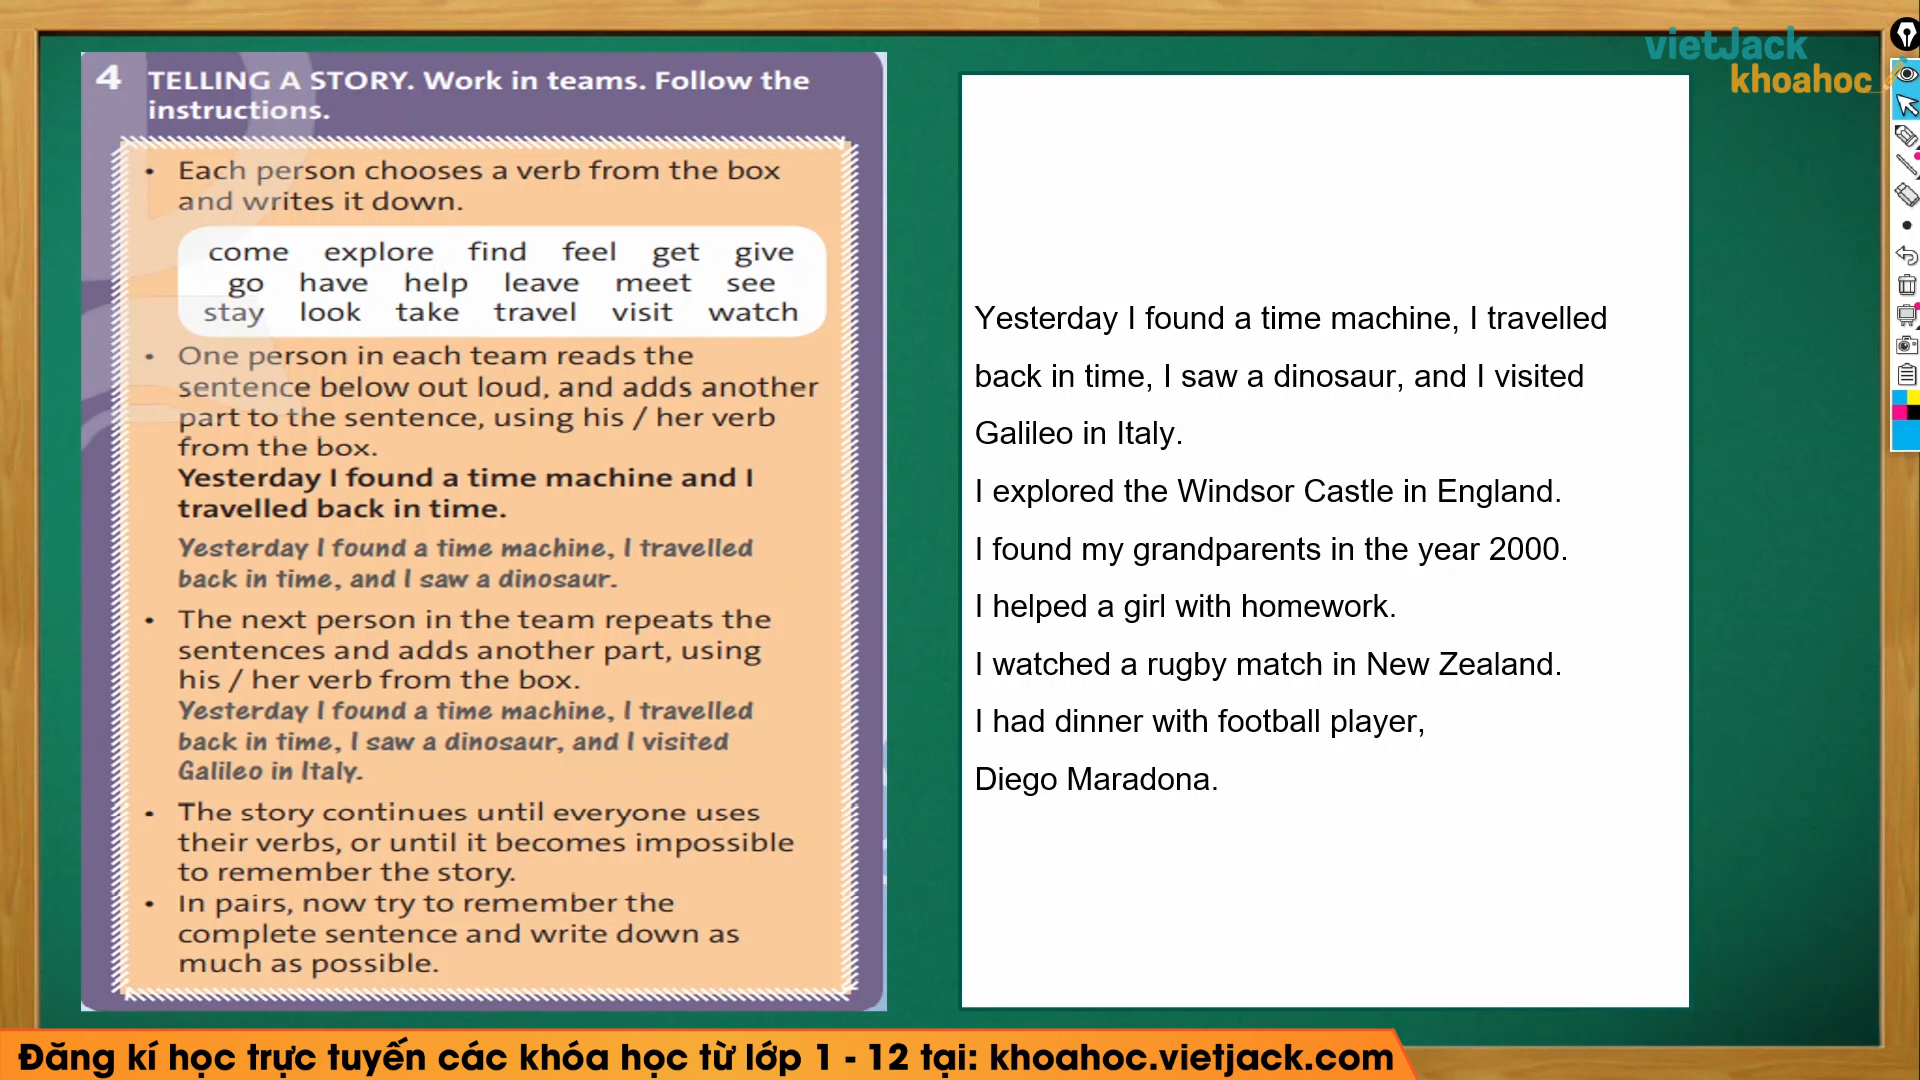 vietJack
khoahoc
4 TELLING A STORY. Work in teams. Follow the
instructions.
• Each person chooses a verb from the box
and writes it down.
come explore find feel get give
go have help leave meet see
stay look take travel visit watch
• One person in each team reads the
sentence below out loud, and adds another
part to the sentence, using his / her verb
from the box.
Yesterday I found a time machine and I
travelled back in time.
Yesterday I found a time machine, I travelled
back in time, and I saw a dinosaur.
• The next person in the team repeats the
sentences and adds another part, using
his / her verb from the box.
Yesterday I found a time machine, I travelled
back in time, I saw a dinosaur, and I visited
Galileo in Italy.
• The story continues until everyone uses
their verbs, or until it becomes impossible
to remember the story.
• In pairs, now try to remember the
complete sentence and write down as
much as possible.
Yesterday I found a time machine, I travelled
back in time, I saw a dinosaur, and I visited
Galileo in Italy.
I explored the Windsor Castle in England.
I found my grandparents in the year 2000.
I helped a girl with homework.
I watched a rugby match in New Zealand.
I had dinner with football player,
Diego Maradona.
Đăng kí học trực tuyến các khóa học từ lớp 1 - 12 tại: khoahoc.vietjack.com